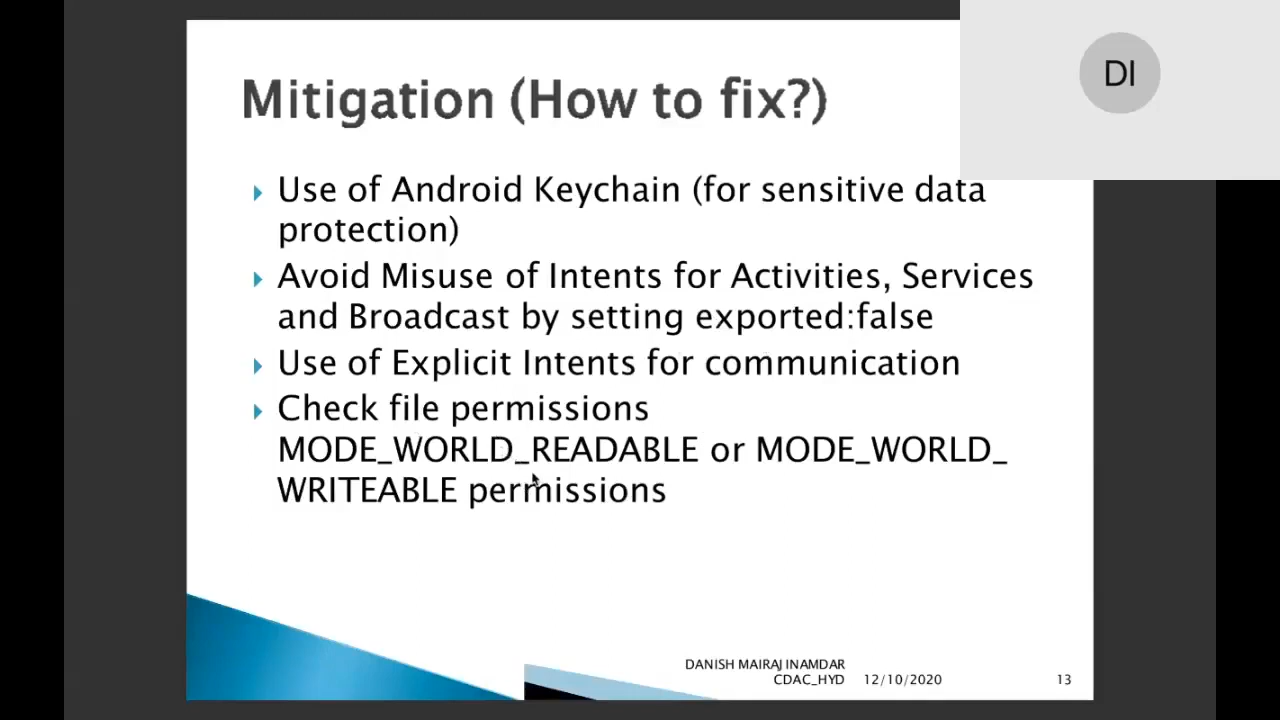 DI
Mitigation (How to fix?)
Use of Android Keychain (for sensitive data
protection)
Avoid Misuse of Intents for Activities, Services
and Broadcast by setting exported:false
Use of Explicit Intents for communication
Check file permissions
MODE_WORLD_READABLE or MODE_WORLD_
WRITEABLE permissions
DANISH MAIRAJ INAMDAR
CDAC_HYD 12/10/2020 13